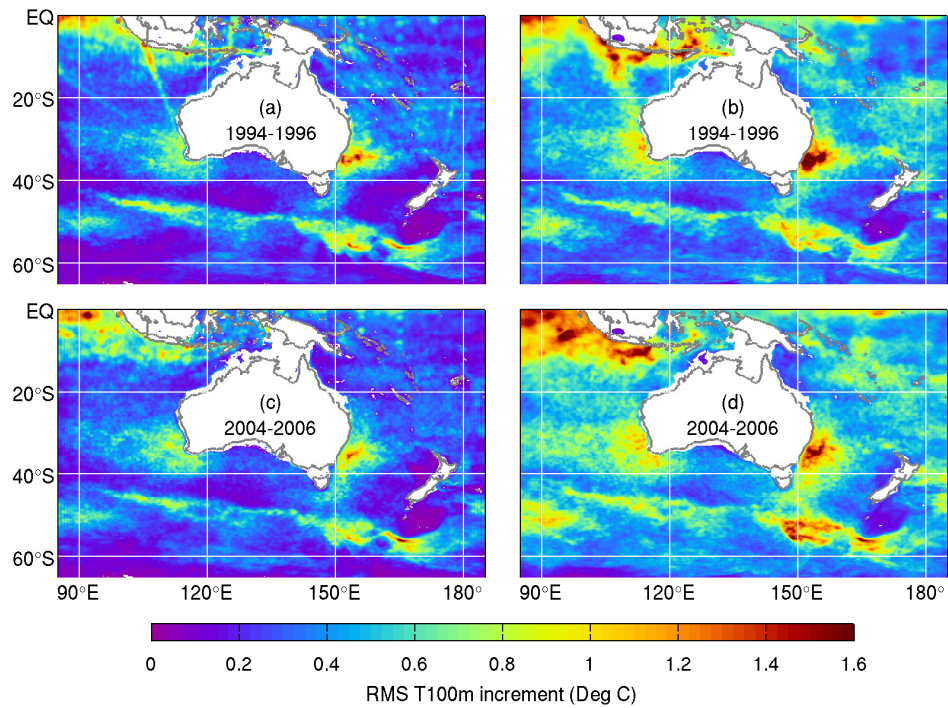 EQ
20°S
40°S
60°S
(a)
1994-1996
(b)
1994-1996
EQ
20°S
40°S
60°S
(c)
2004-2006
(d)
2004-2006
90°E 120°E 150°E 180° 90°E 120°E 150°E 180°
0 0.2 0.4 0.6 0.8 1 1.2 1.4 1.6
RMS T100m increment (Deg C)